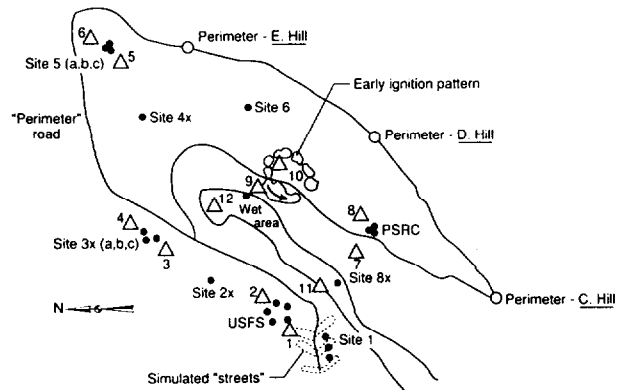 6
Perimeter - E. Hill
5
Site 5 (a,b,c)
Early ignition pattern
"Perimeter"
road
Site 4x
Site 6
Perimeter - D. Hill
10
9
12
Wet
area
8
PSRC
4
Site 3x (a,b,c)
3
7
Site 8x
Site 2x
11
Perimeter - C. Hill
N
2
USFS
1
Site 1
Simulated "streets"